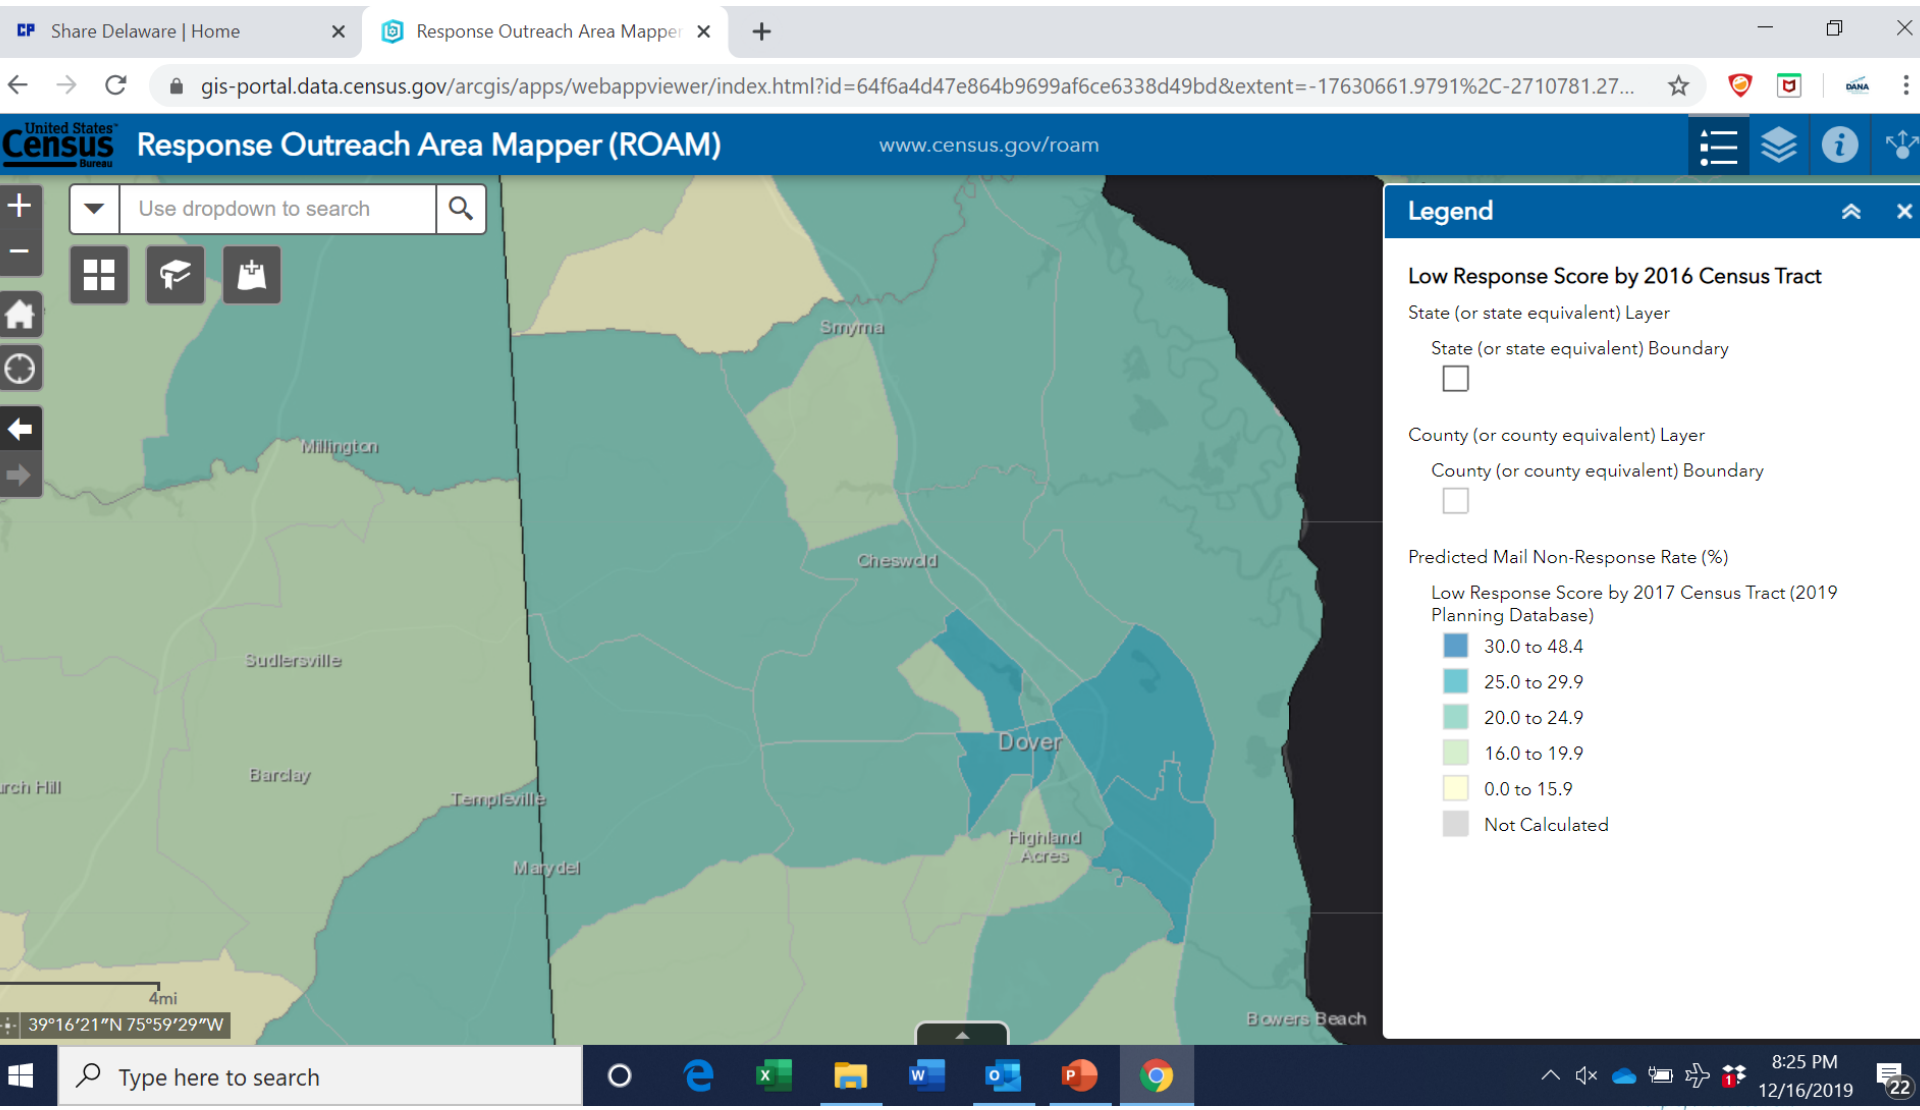 CP Share Delaware | Home
Response Outreach Area Mapper
gis-portal.data.census.gov/arcgis/apps/webappviewer/index.html?id=64f6a4d47e864b9699af6ce6338d49bd&extent=-17630661.9791%2C-2710781.27...
DANA
United States™
Census
Bureau
Response Outreach Area Mapper (ROAM)
www.census.gov/roam
Use dropdown to search
Legend
Low Response Score by 2016 Census Tract
State (or state equivalent) Layer
State (or state equivalent) Boundary
County (or county equivalent) Layer
County (or county equivalent) Boundary
Predicted Mail Non-Response Rate (%)
Low Response Score by 2017 Census Tract (2019
Planning Database)
30.0 to 48.4
25.0 to 29.9
20.0 to 24.9
16.0 to 19.9
0.0 to 15.9
Not Calculated
Smyrna
Millington
Cheswold
Sudlersville
Dover
Barclay
urch Hill
Templeville
Highland
Acres
Marydel
Bowers Beach
4mi
39°16'21"N 75°59'29"W
Type here to search
8:25 PM
12/16/2019
1
22